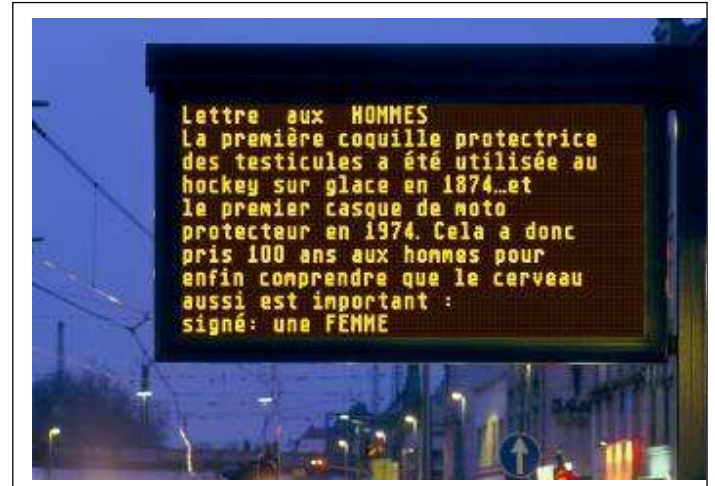 Lettre aux HOMMES
La première coquille protectrice
des testicules a été utilisée au
hockey sur glace en 1874…et
le premier casque de moto
protecteur en 1974. Cela a donc
pris 100 ans aux hommes pour
enfin comprendre que le cerveau
aussi est important :
signé: une FEMME